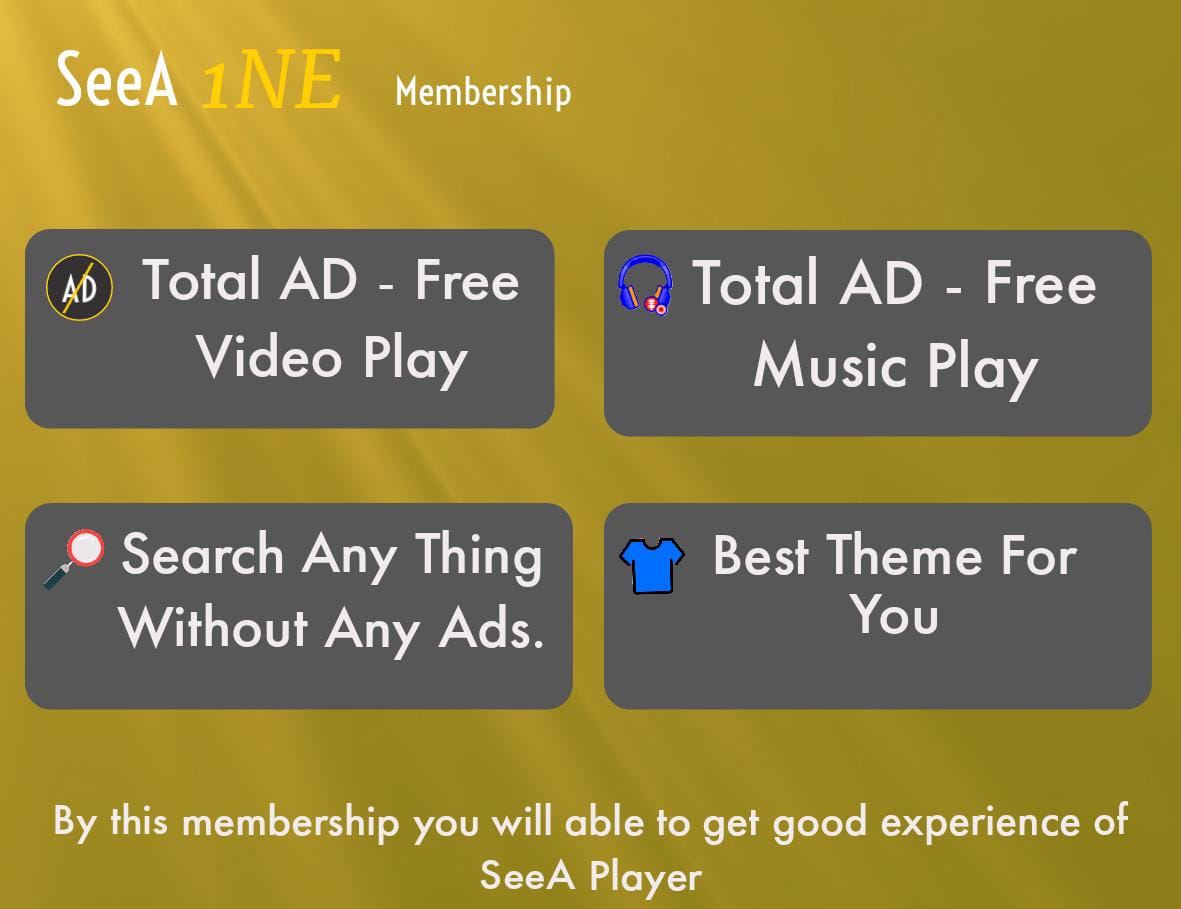 SeeA 1NE Membership
AD Total AD - Free
Video Play
Total AD - Free
Music Play
Search Any Thing
Without Any Ads.
Best Theme For
You
By this membership you will able to get good experience of
SeeA Player